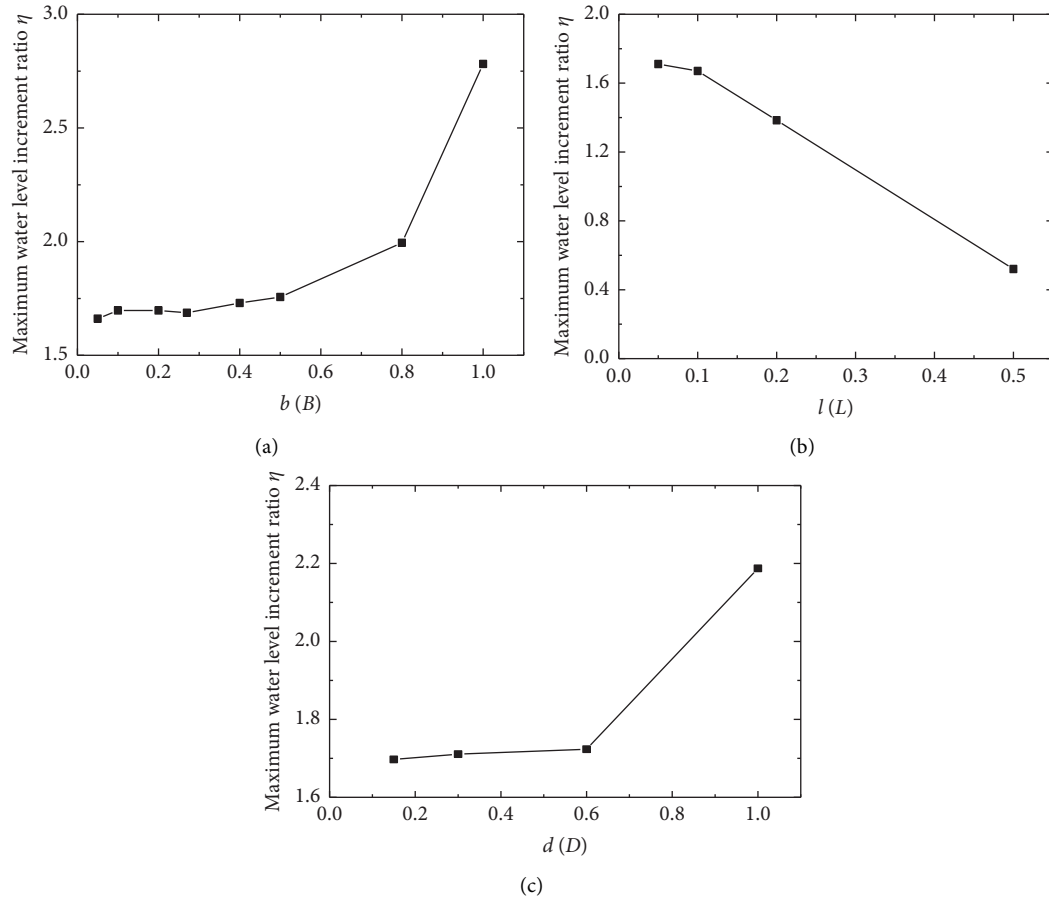 Maximum water level increment ratio η
3.0
2.5
2.0
1.5
0.0 0.2 0.4 0.6 0.8 1.0
b (B)
(a)
Maximum water level increment ratio η
2.0
1.6
1.2
0.8
0.4
0.0
0.0 0.1 0.2 0.3 0.4 0.5
l (L)
(b)
Maximum water level increment ratio η
2.4
2.2
2.0
1.8
1.6
0.0 0.2 0.4 0.6 0.8 1.0
d (D)
(c)